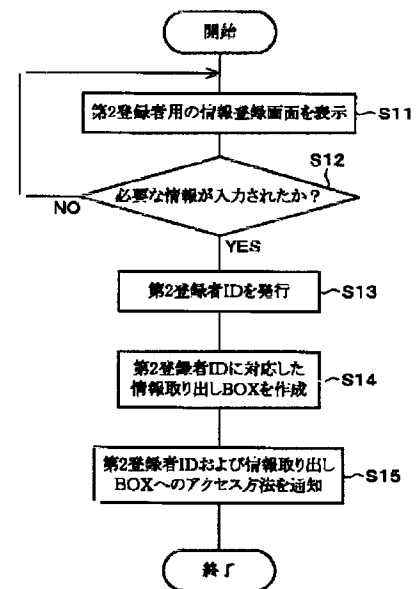 開始
第2登録者用の情報登録画面を表示
S11
S12
必要な情報が入力されたか?
NO
YES
第2登録者IDを発行
S13
第2登録者IDに対応した
情報取り出しBOXを作成
S14
第2登録者IDおよび情報取り出し
BOXへのアクセス方法を通知
S15
終了